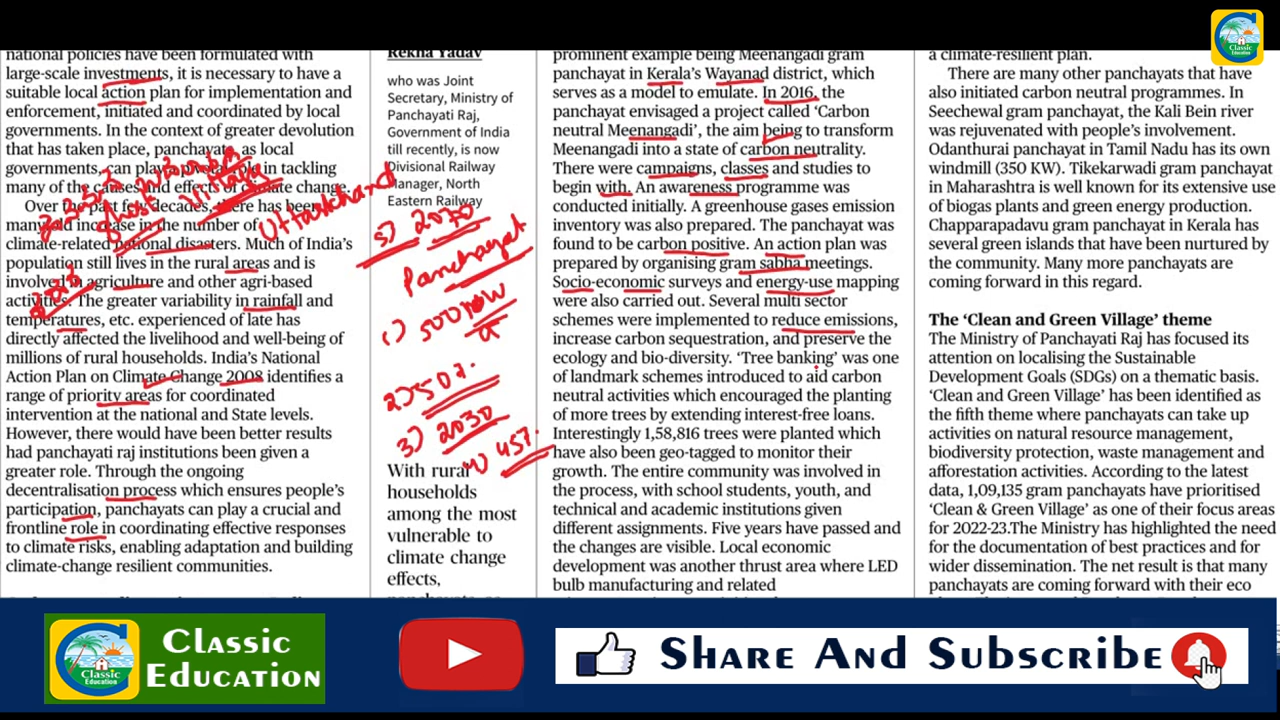 national policies have been formulated with
large-scale investments, it is necessary to have a
suitable local action plan for implementation and
enforcement, initiated and coordinated by local
governments. In the context of greater devolution
that has taken place, panchayats, as local
governments, can play pivotal role in tackling
many of the causes and effects of climate change.
Over the past few decades, there has been
increase in the number of
climate-related national disasters. Much of India's
population still lives in the rural areas and is
involved in agriculture and other agri-based
activities. The greater variability in rainfall and
temperatures, etc. experienced of late has
directly affected the livelihood and well-being of
millions of rural households. India's National
Action Plan on Climate Change 2008 identifies a
range of priority areas for coordinated
intervention at the national and State levels.
However, there would have been better results
had panchayati raj institutions been given a
greater role. Through the ongoing
decentralisation process which ensures people's
participation, panchayats can play a crucial and
frontline role in coordinating effective responses
to climate risks, enabling adaptation and building
climate-change resilient communities.
Ghost
Village
Uttarakhand
Rekha Yadav
who was Joint
Secretary, Ministry of
Panchayati Raj,
Government of India
till recently, is now
Divisional Railway
Manager, North
Eastern Railway
5) 2070
Panchayat
1) 500 GW
2) 50%
3) 2030
4) 45%
With rural
households
among the most
vulnerable to
climate change
effects,
prominent example being Meenangadi gram
panchayat in Kerala's Wayanad district, which
serves as a model to emulate. In 2016, the
panchayat envisaged a project called 'Carbon
neutral Meenangadi', the aim being to transform
Meenangadi into a state of carbon neutrality.
There were campaigns, classes and studies to
begin with. An awareness programme was
conducted initially. A greenhouse gases emission
inventory was also prepared. The panchayat was
found to be carbon positive. An action plan was
prepared by organising gram sabha meetings.
Socio-economic surveys and energy-use mapping
were also carried out. Several multi sector
schemes were implemented to reduce emissions,
increase carbon sequestration, and preserve the
ecology and bio-diversity. 'Tree banking' was one
of landmark schemes introduced to aid carbon
neutral activities which encouraged the planting
of more trees by extending interest-free loans.
Interestingly 1,58,816 trees were planted which
have also been geo-tagged to monitor their
growth. The entire community was involved in
the process, with school students, youth, and
technical and academic institutions given
different assignments. Five years have passed and
the changes are visible. Local economic
development was another thrust area where LED
bulb manufacturing and related
a climate-resilient plan.
There are many other panchayats that have
also initiated carbon neutral programmes. In
Seechewal gram panchayat, the Kali Bein river
was rejuvenated with people's involvement.
Odanthurai panchayat in Tamil Nadu has its own
windmill (350 KW). Tikekarwadi gram panchayat
in Maharashtra is well known for its extensive use
of biogas plants and green energy production.
Chapparapadavu gram panchayat in Kerala has
several green islands that have been nurtured by
the community. Many more panchayats are
coming forward in this regard.
The 'Clean and Green Village' theme
The Ministry of Panchayati Raj has focused its
attention on localising the Sustainable
Development Goals (SDGs) on a thematic basis.
'Clean and Green Village' has been identified as
the fifth theme where panchayats can take up
activities on natural resource management,
biodiversity protection, waste management and
afforestation activities. According to the latest
data, 1,09,135 gram panchayats have prioritised
'Clean & Green Village' as one of their focus areas
for 2022-23.The Ministry has highlighted the need
for the documentation of best practices and for
wider dissemination. The net result is that many
panchayats are coming forward with their eco
Classic
Education
Classic
Education
Classic
Education
Share And Subscribe